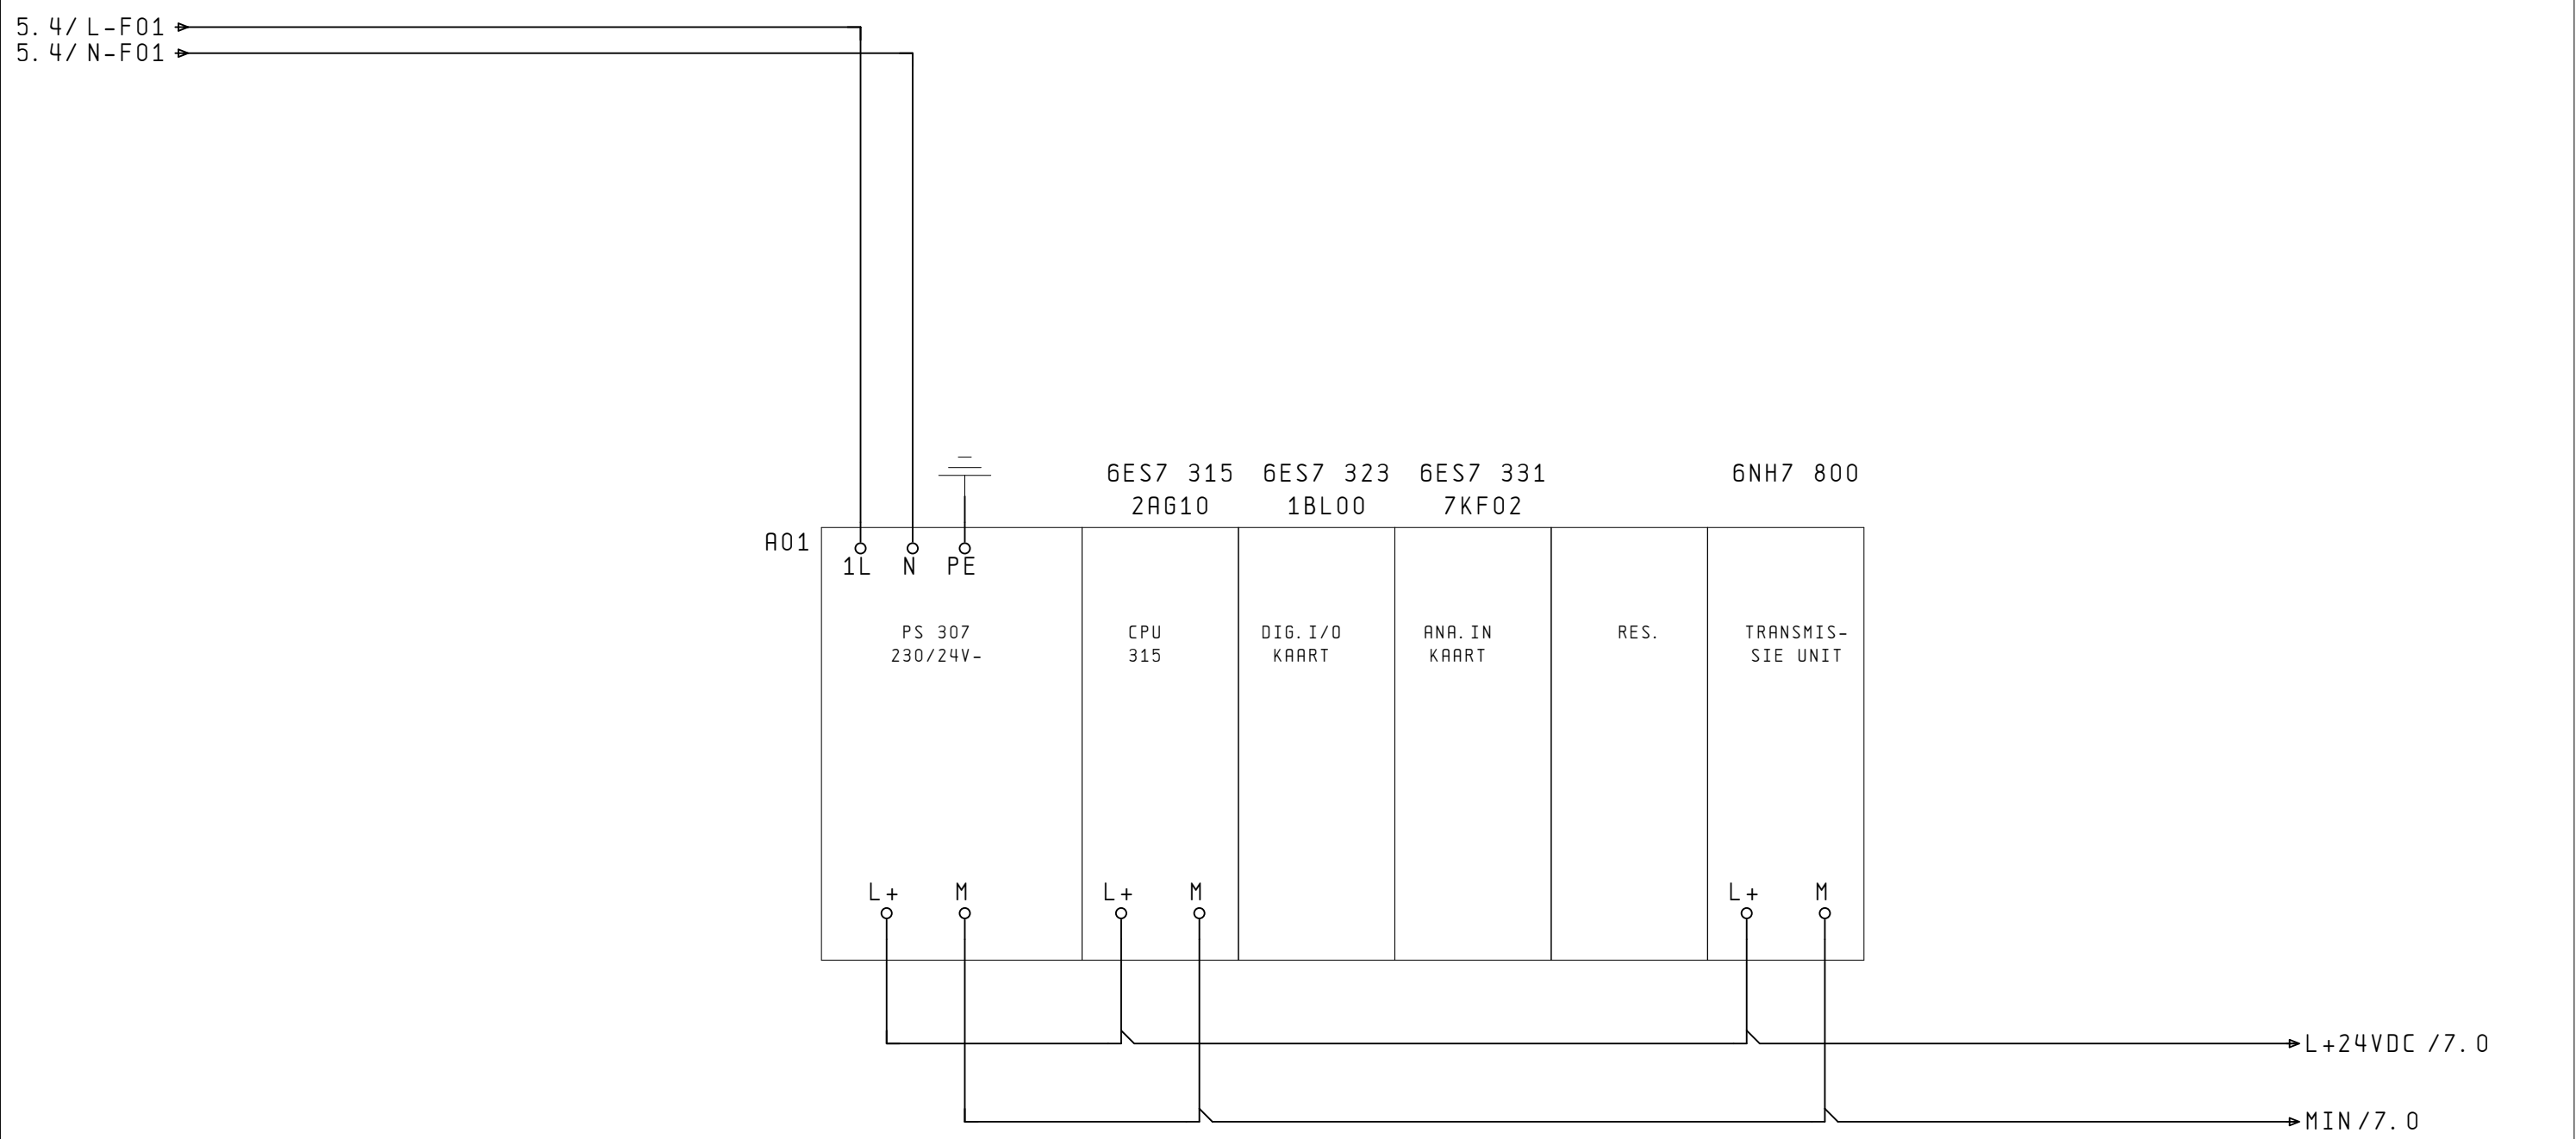 5.4/L-F01
5.4/N-F01
6ES7 315 6ES7 323 6ES7 331 6NH7 800
2AG10 1BL00 7KF02
A01
1L N PE
PS 307 CPU DIG.I/O ANA.IN RES. TRANSMIS-
230/24V- 315 KAART KAART SIE UNIT
L+ M L+ M L+ M
L+24VDC/7.0
MIN/7.0